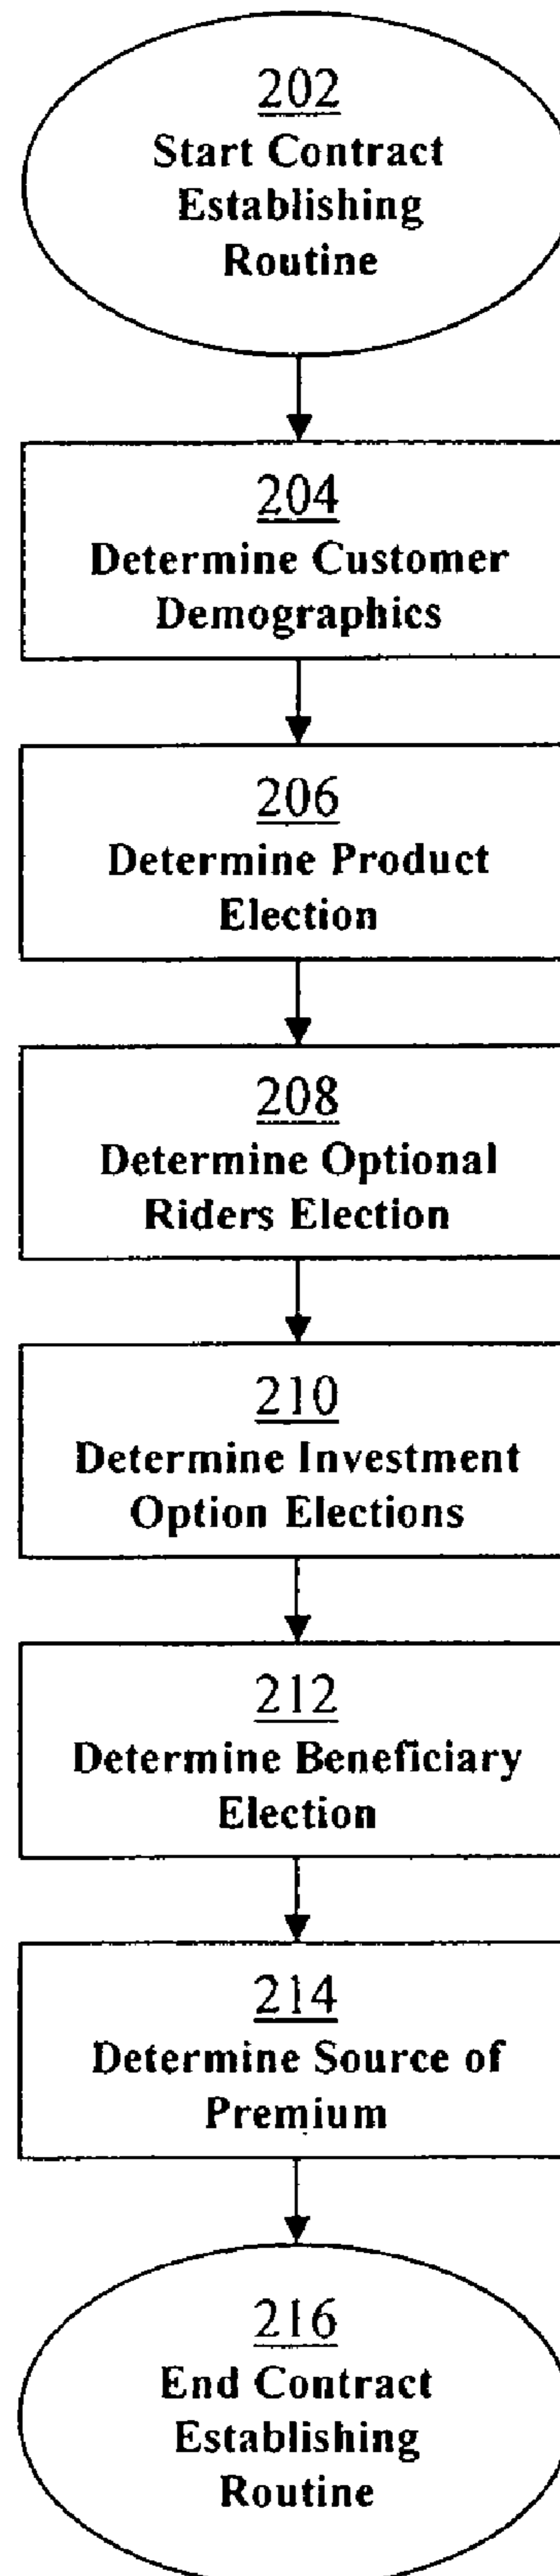 202
Start Contract
Establishing
Routine
204
Determine Customer
Demographics
206
Determine Product
Election
208
Determine Optional
Riders Election
210
Determine Investment
Option Elections
212
Determine Beneficiary
Election
214
Determine Source of
Premium
216
End Contract
Establishing
Routine